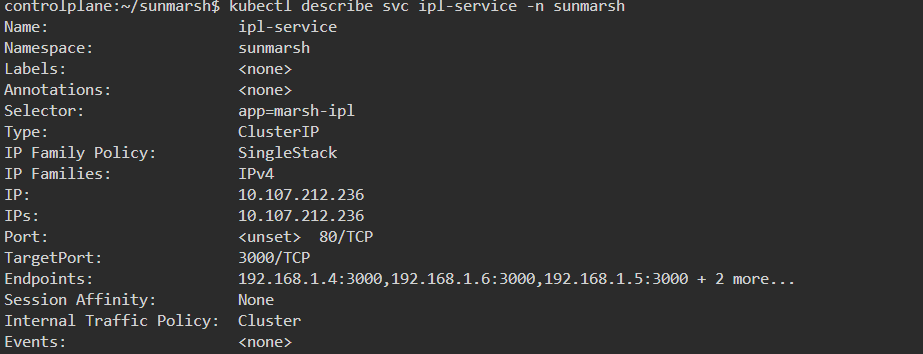 controlplane:~/sunmarsh$ kubectl describe svc ipl-service -n sunmarsh
Name:                     ipl-service
Namespace:                sunmarsh
Labels:                   <none>
Annotations:              <none>
Selector:                 app=marsh-ipl
Type:                     ClusterIP
IP Family Policy:         SingleStack
IP Families:              IPv4
IP:                       10.107.212.236
IPs:                      10.107.212.236
Port:                     <unset>  80/TCP
TargetPort:               3000/TCP
Endpoints:                192.168.1.4:3000,192.168.1.6:3000,192.168.1.5:3000 + 2 more...
Session Affinity:         None
Internal Traffic Policy:  Cluster
Events:                   <none>